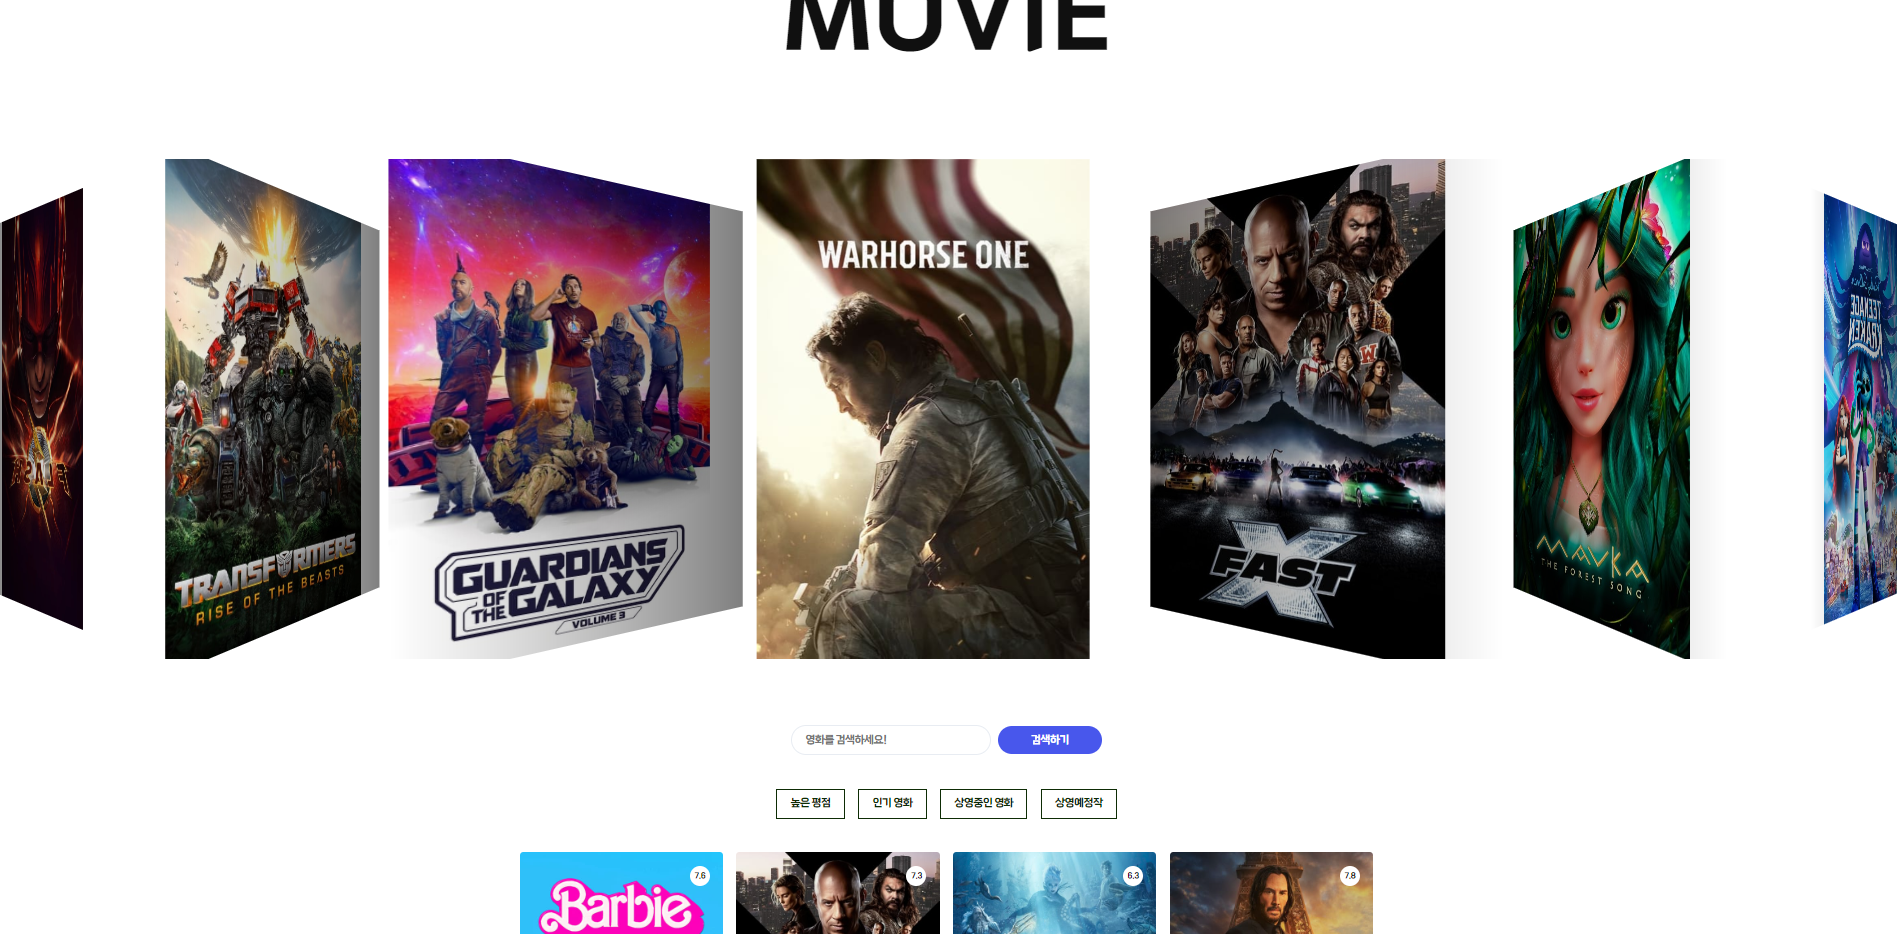 MUVIE
WARHORSE ONE
TRANSFORMERS
RISE OF THE BEASTS
GUARDIANS
OF
THE GALAXY
VOLUME 3
FAST X
MAVKA
THE FOREST SONG
TEENAGE
KRAKEN
영화를 검색하세요!
검색하기
높은 평점
인기 영화
상영중인 영화
상영예정작
7.6
7.3
6.3
7.8
Barbie